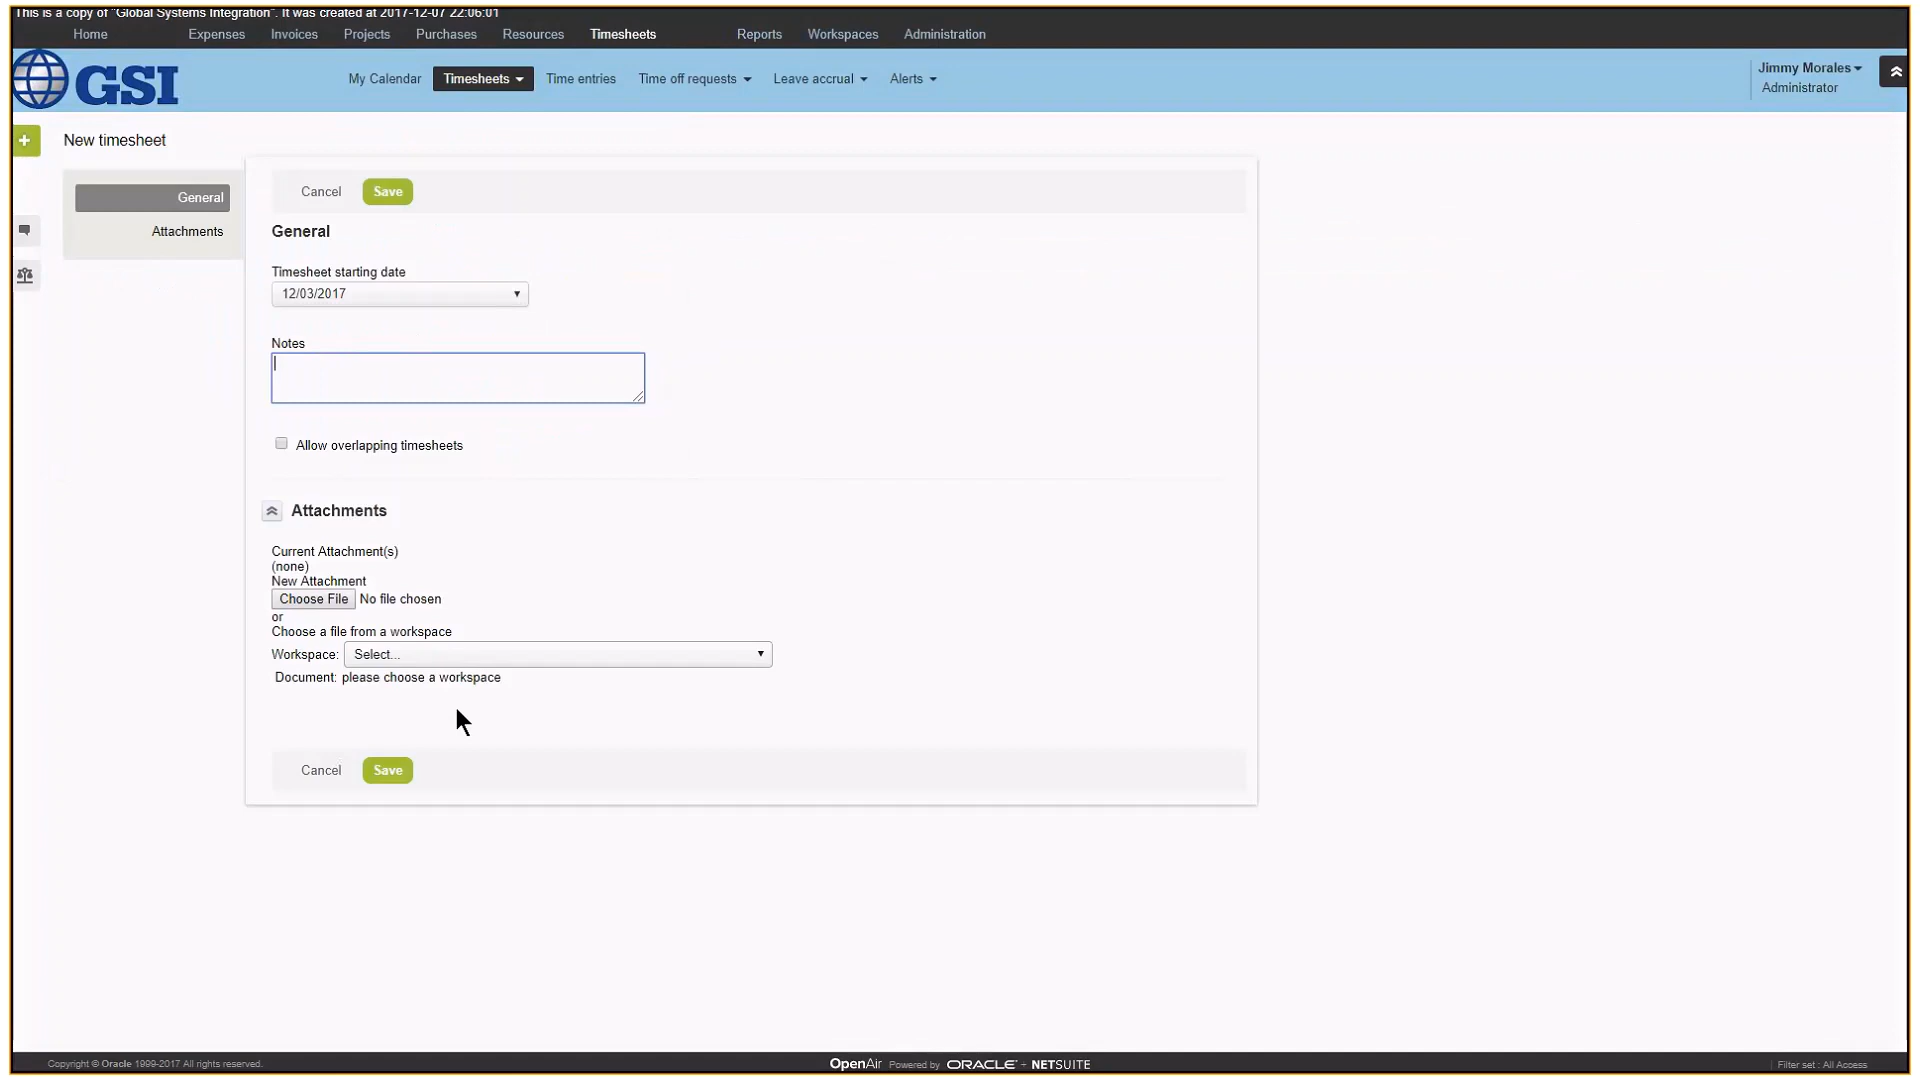 This is a copy of "Global Systems Integration". It was created at 2017-12-07 22:06:01
Home Expenses Invoices Projects Purchases Resources Timesheets Reports Workspaces Administration
GSI
My Calendar Timesheets Time entries Time off requests Leave accrual Alerts
Jimmy Morales
Administrator
New timesheet
General
Attachments
Cancel Save
General
Timesheet starting date
12/03/2017
Notes
Allow overlapping timesheets
Attachments
Current Attachment(s)
(none)
New Attachment
Choose File No file chosen
or
Choose a file from a workspace
Workspace: Select...
Document: please choose a workspace
Cancel Save
Copyright © Oracle 1999-2017 All rights reserved.
OpenAir Powered by ORACLE + NETSUITE
Filter set : All Access